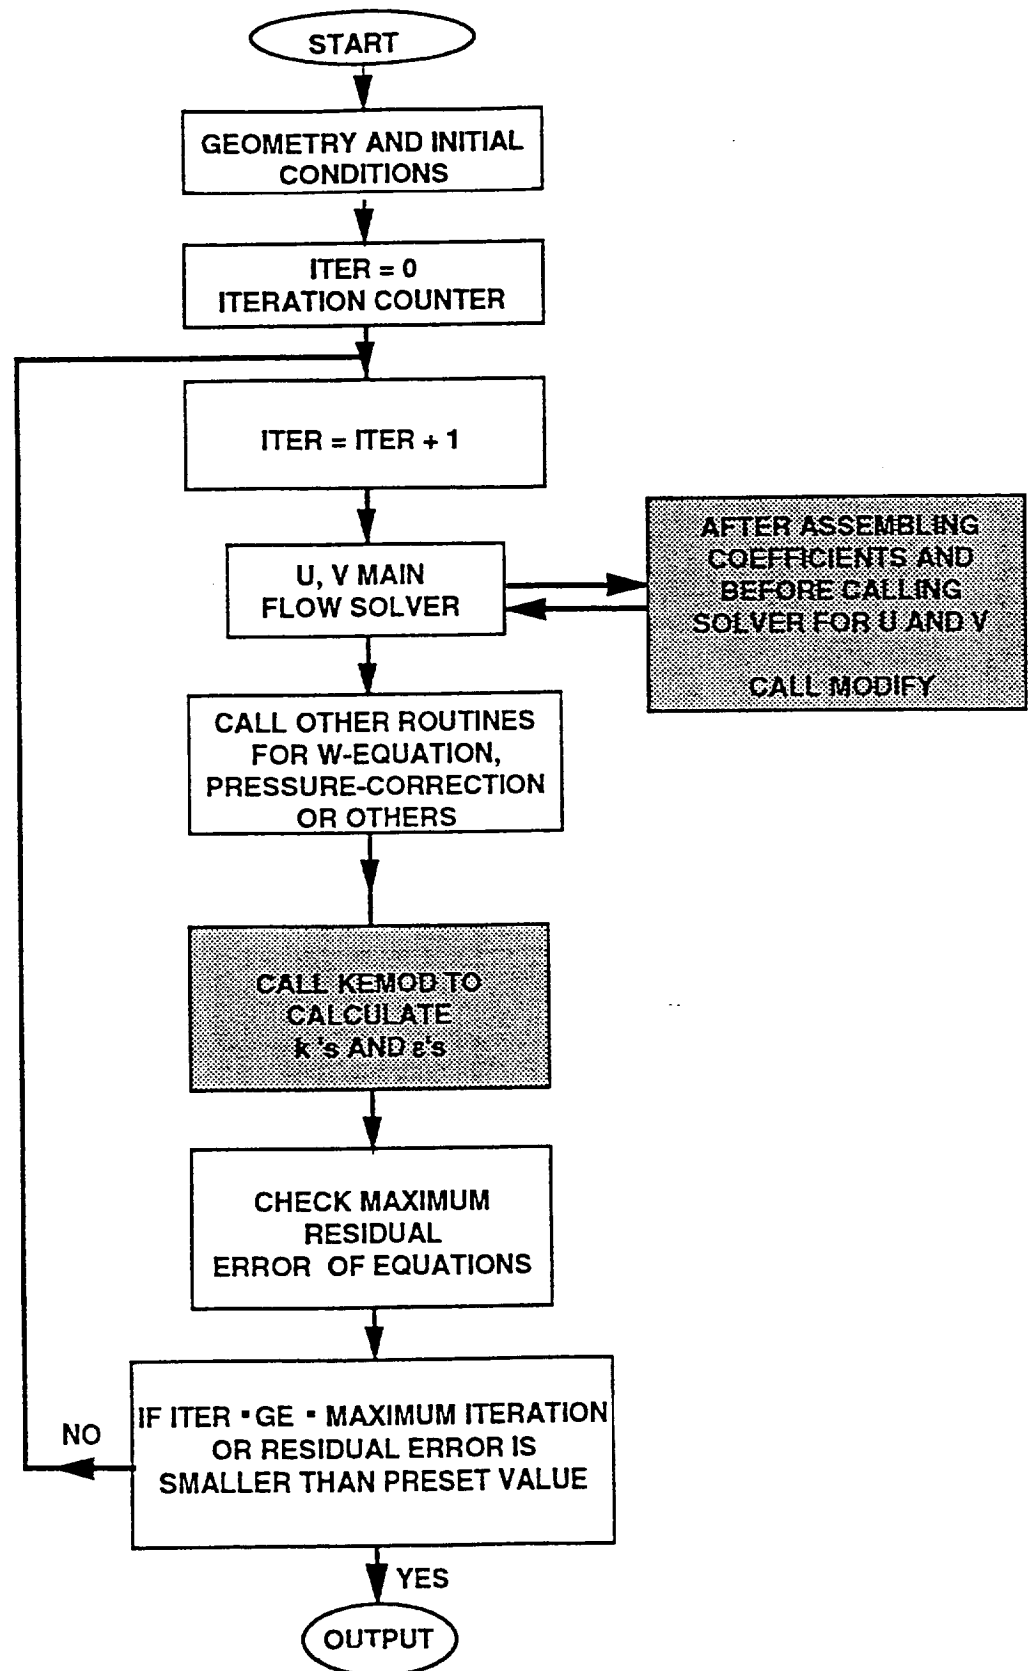 START
GEOMETRY AND INITIAL
CONDITIONS
ITER = 0
ITERATION COUNTER
ITER = ITER + 1
U, V MAIN
FLOW SOLVER
AFTER ASSEMBLING
COEFFICIENTS AND
BEFORE CALLING
SOLVER FOR U AND V
CALL MODIFY
CALL OTHER ROUTINES
FOR W-EQUATION,
PRESSURE-CORRECTION
OR OTHERS
CALL KEMOD TO
CALCULATE
k 's AND ε's
CHECK MAXIMUM
RESIDUAL
ERROR OF EQUATIONS
IF ITER ▪ GE ▪ MAXIMUM ITERATION
OR RESIDUAL ERROR IS
SMALLER THAN PRESET VALUE
NO
YES
OUTPUT